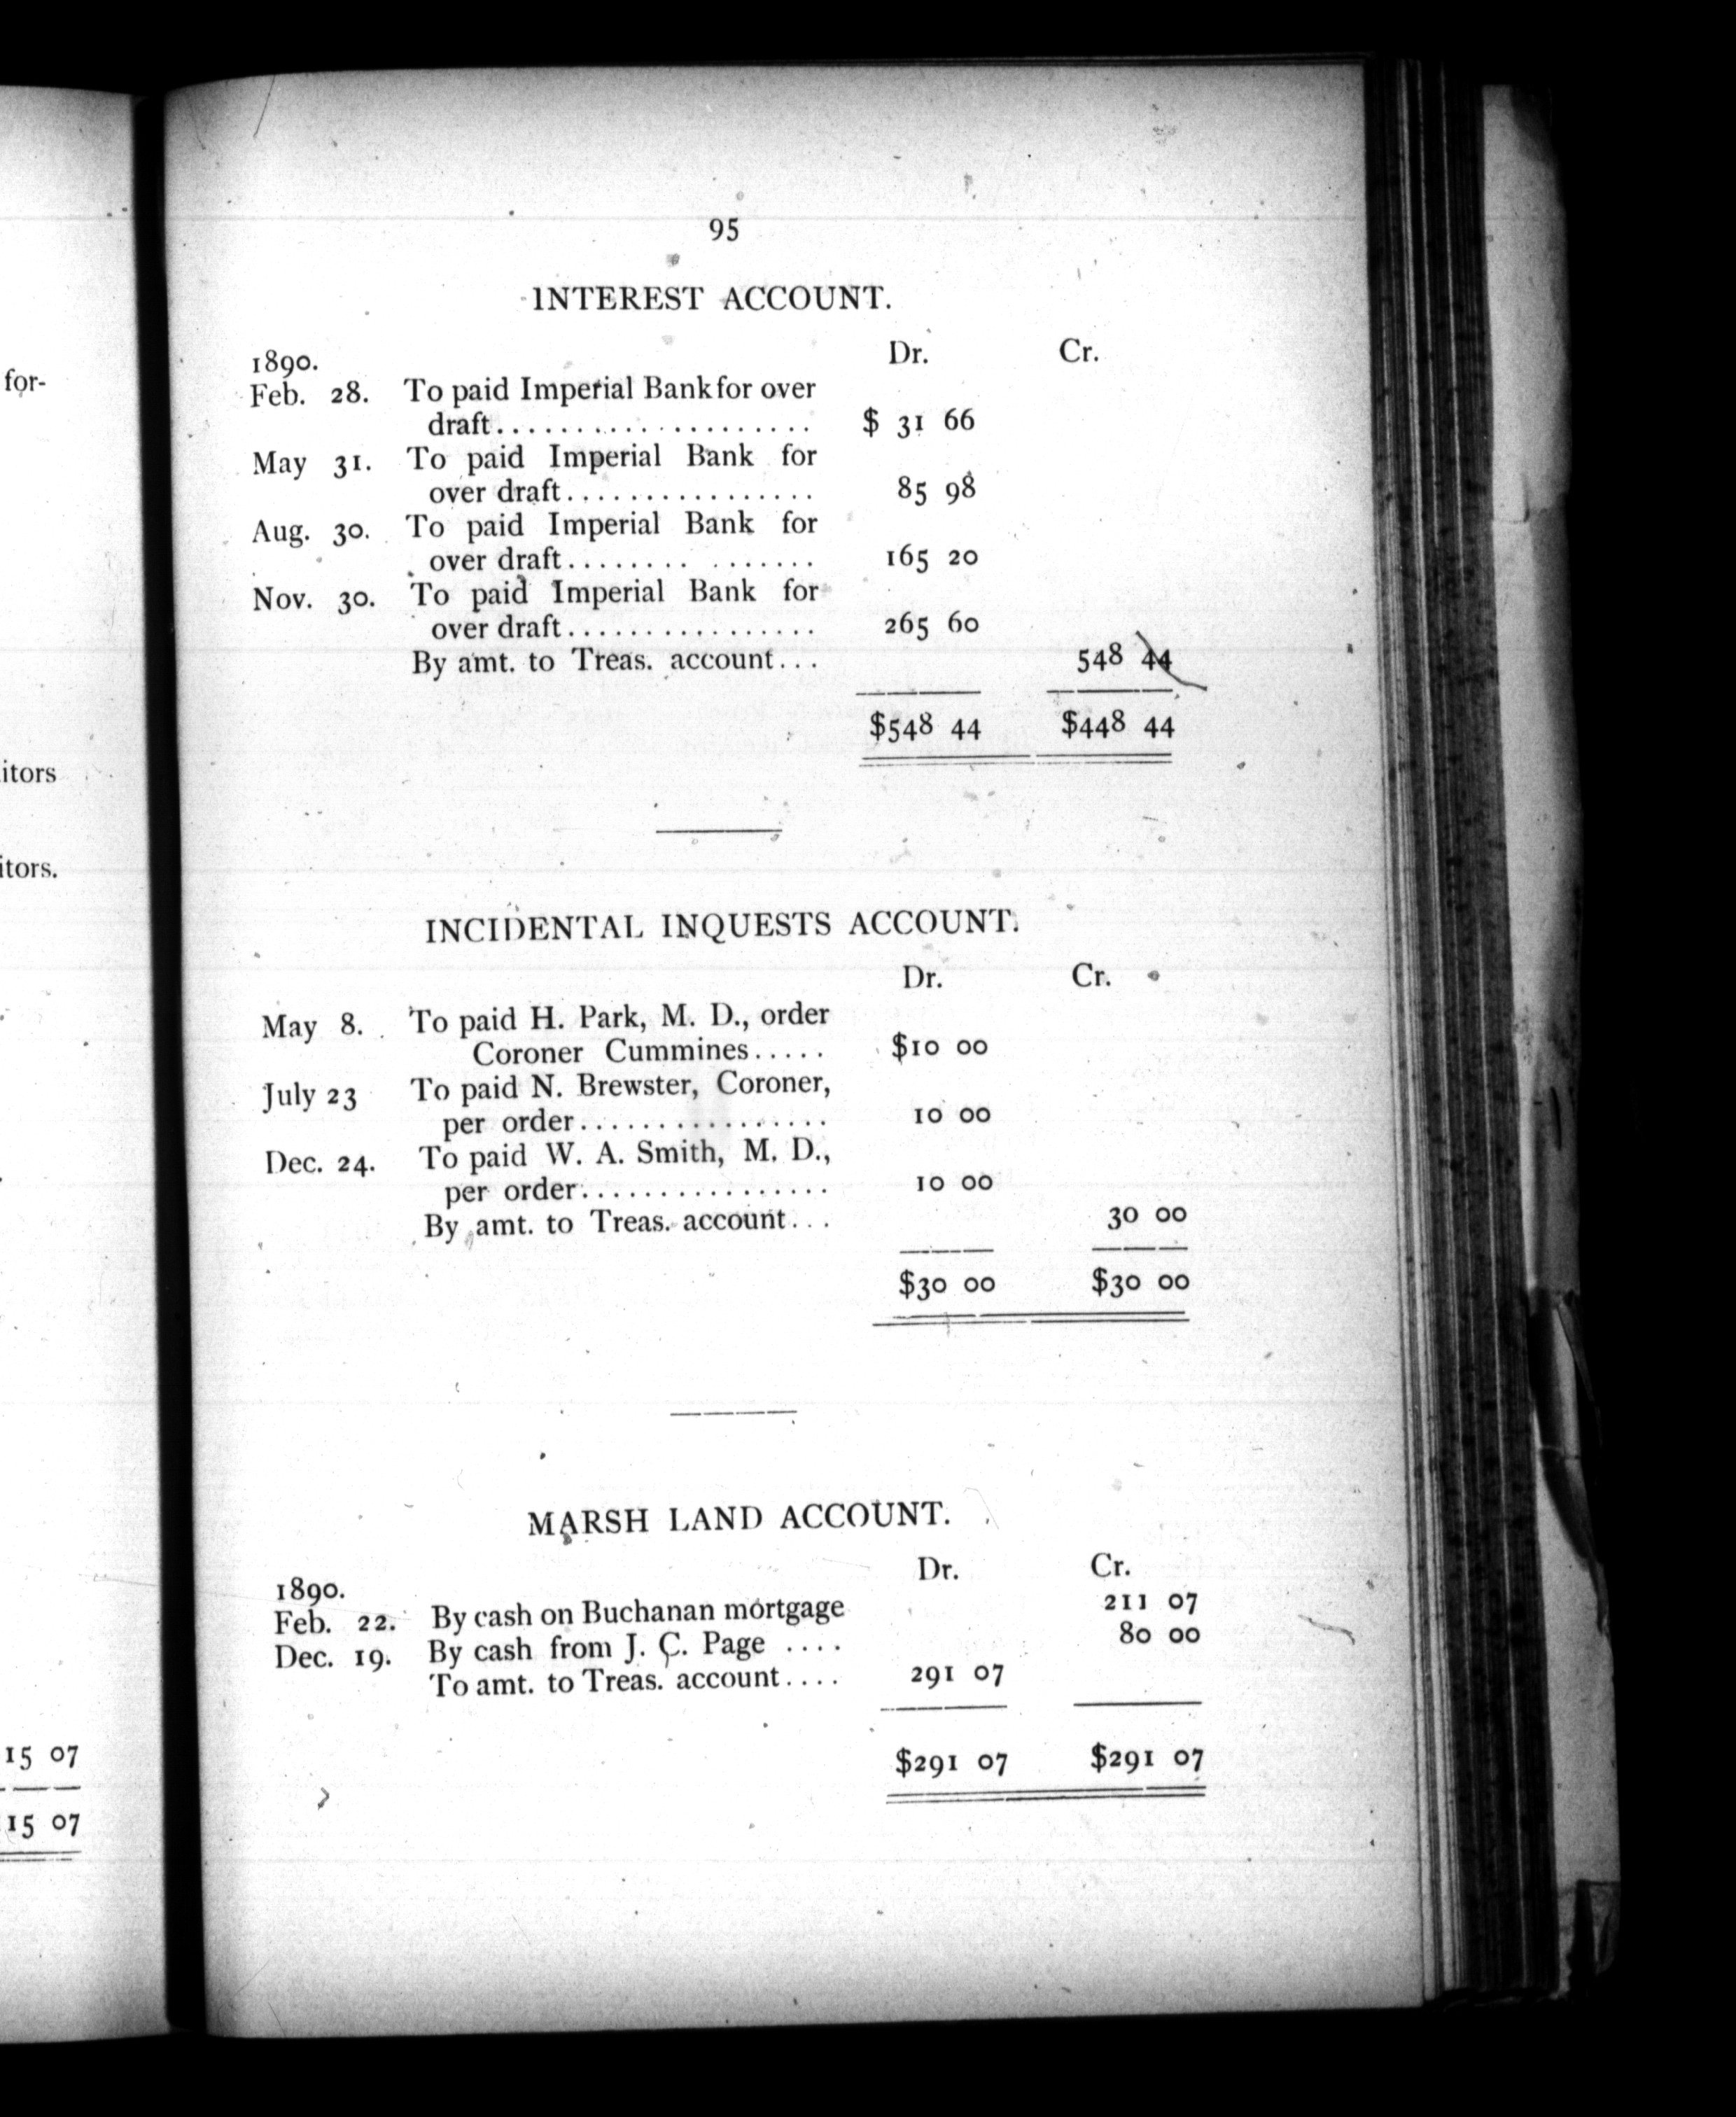 for-
itors
itors.
15 07
15 07
95
INTEREST ACCOUNT.
1890. Dr. Cr.
Feb. 28. To paid Imperial Bank for over
draft.................... $ 31 66
May 31. To paid Imperial Bank for
over draft................ 85 98
Aug. 30. To paid Imperial Bank for
over draft........ ....... 165 20
Nov. 30. To paid Imperial Bank for
over draft................ 265 60
By amt. to Treas. account... 548 44
$548 44 $448 44
INCIDENTAL INQUESTS ACCOUNT.
Dr. Cr.
May 8. To paid H. Park, M. D., order
Coroner Cummines..... $10 00
July 23 To paid N. Brewster, Coroner,
per order................ 10 00
Dec. 24. To paid W. A. Smith, M. D.,
per order................ 10 00
By amt. to Treas. account... 30 00
$30 00 $30 00
MARSH LAND ACCOUNT.
1890. Dr. Cr.
Feb. 22. By cash on Buchanan mortgage 211 07
Dec. 19. By cash from J. C. Page .... 80 00
To amt. to Treas. account.... 291 07
$291 07 $291 07